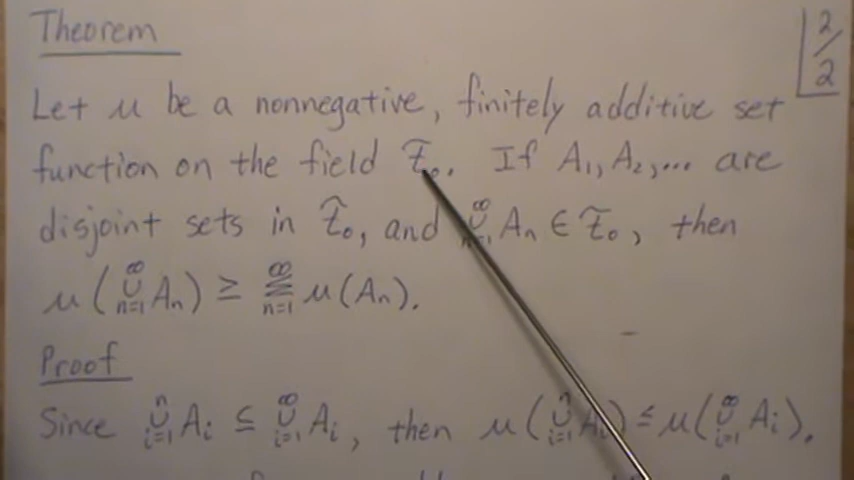 Theorem
2/2
Let μ be a nonnegative, finitely additive set
function on the field ℱ₀. If A₁, A₂, ... are
disjoint sets in ℱ₀, and ∞ ∪ n=1 Aₙ ∈ ℱ₀, then
μ ( ∞ ∪ n=1 Aₙ ) ≥ ∞ Σ n=1 μ(Aₙ).
Proof
Since n ∪ i=1 Aᵢ ⊆ ∞ ∪ i=1 Aᵢ, then μ ( n ∪ i=1 Aᵢ ) ≤ μ ( ∞ ∪ i=1 Aᵢ ).